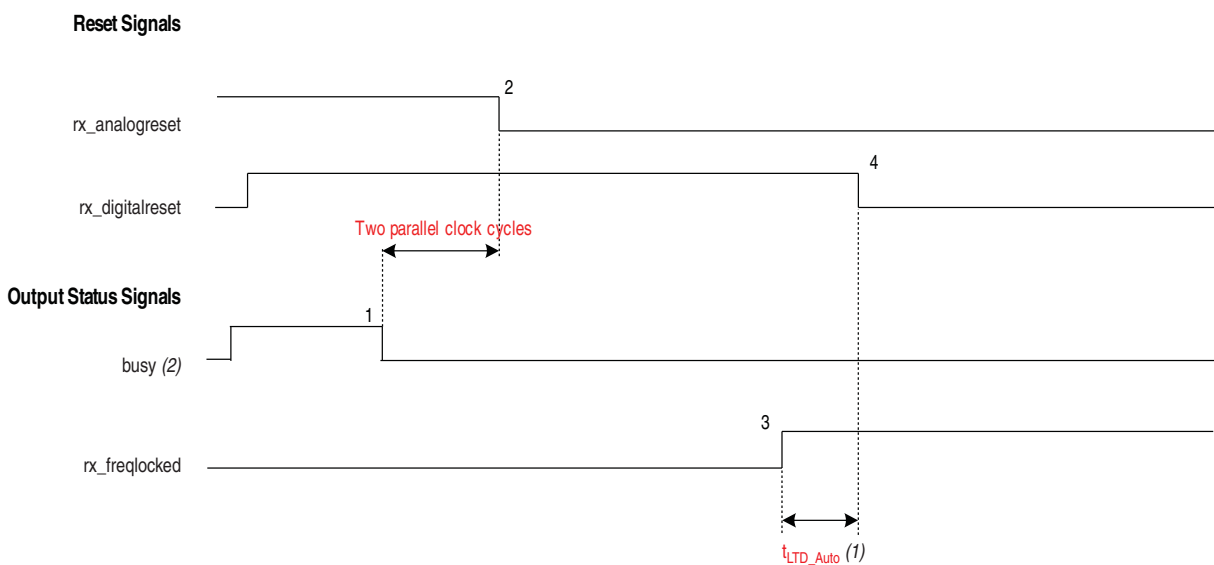 Reset Signals
2
rx_analogreset
4
rx_digitalreset
Two parallel clock cycles
Output Status Signals
1
busy (2)
3
rx_freqlocked
tLTD_Auto (1)